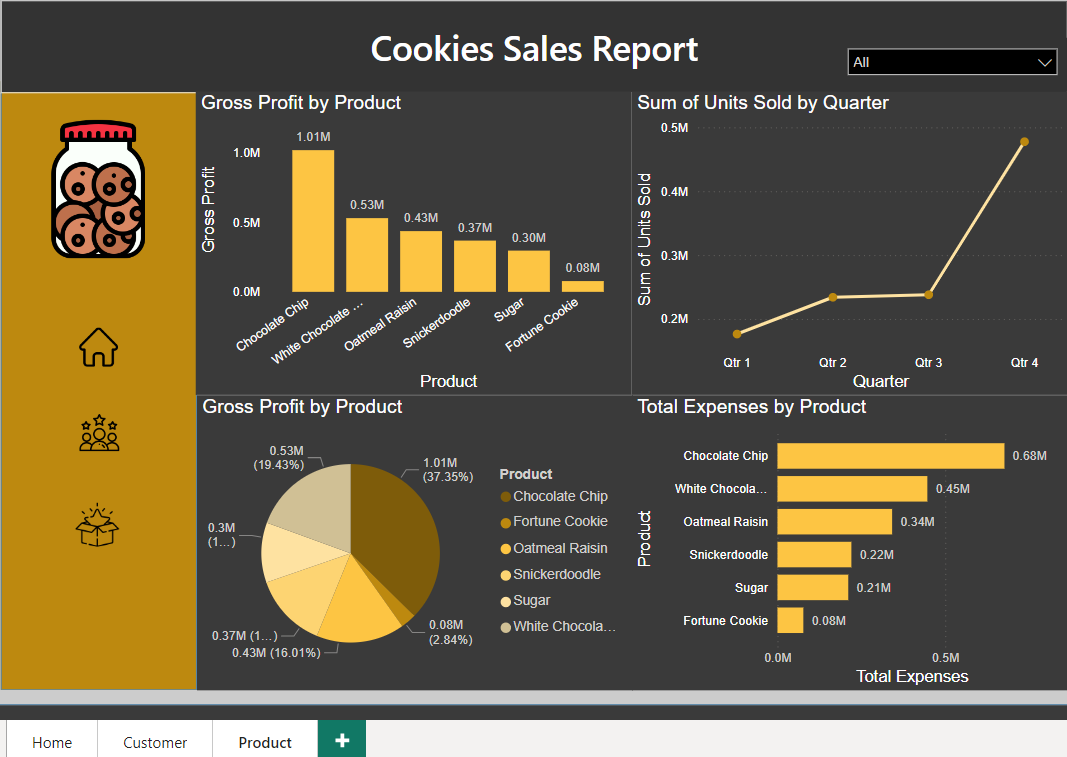 Cookies Sales Report
All
Gross Profit by Product
Gross Profit
1.0M
0.5M
0.0M
1.01M
0.53M
0.43M
0.37M
0.30M
0.08M
Chocolate Chip
White Chocolate ...
Oatmeal Raisin
Snickerdoodle
Sugar
Fortune Cookie
Product
Sum of Units Sold by Quarter
Sum of Units Sold
0.5M
0.4M
0.3M
0.2M
Qtr 1
Qtr 2
Qtr 3
Qtr 4
Quarter
Gross Profit by Product
0.53M
(19.43%)
1.01M
(37.35%)
0.3M
(1...)
0.37M (1...)
0.43M (16.01%)
0.08M
(2.84%)
Product
Chocolate Chip
Fortune Cookie
Oatmeal Raisin
Snickerdoodle
Sugar
White Chocola...
Total Expenses by Product
Product
Chocolate Chip 0.68M
White Chocola... 0.45M
Oatmeal Raisin 0.34M
Snickerdoodle 0.22M
Sugar 0.21M
Fortune Cookie 0.08M
0.0M
0.5M
Total Expenses
Home
Customer
Product
+